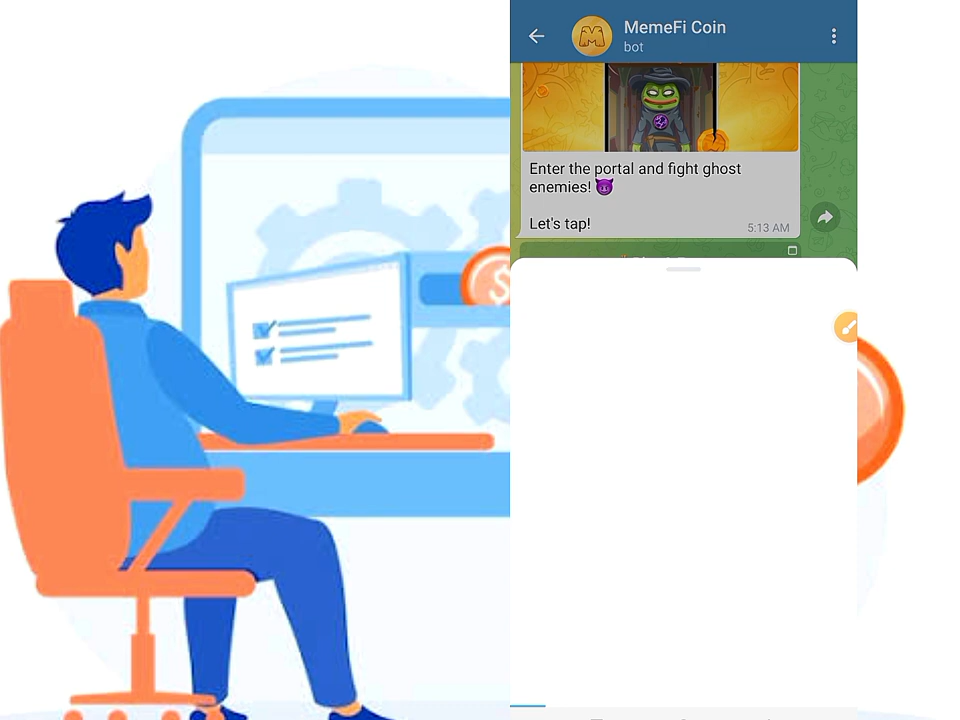 MemeFi Coin
bot
Enter the portal and fight ghost
enemies! 😈
Let's tap!
5:13 AM